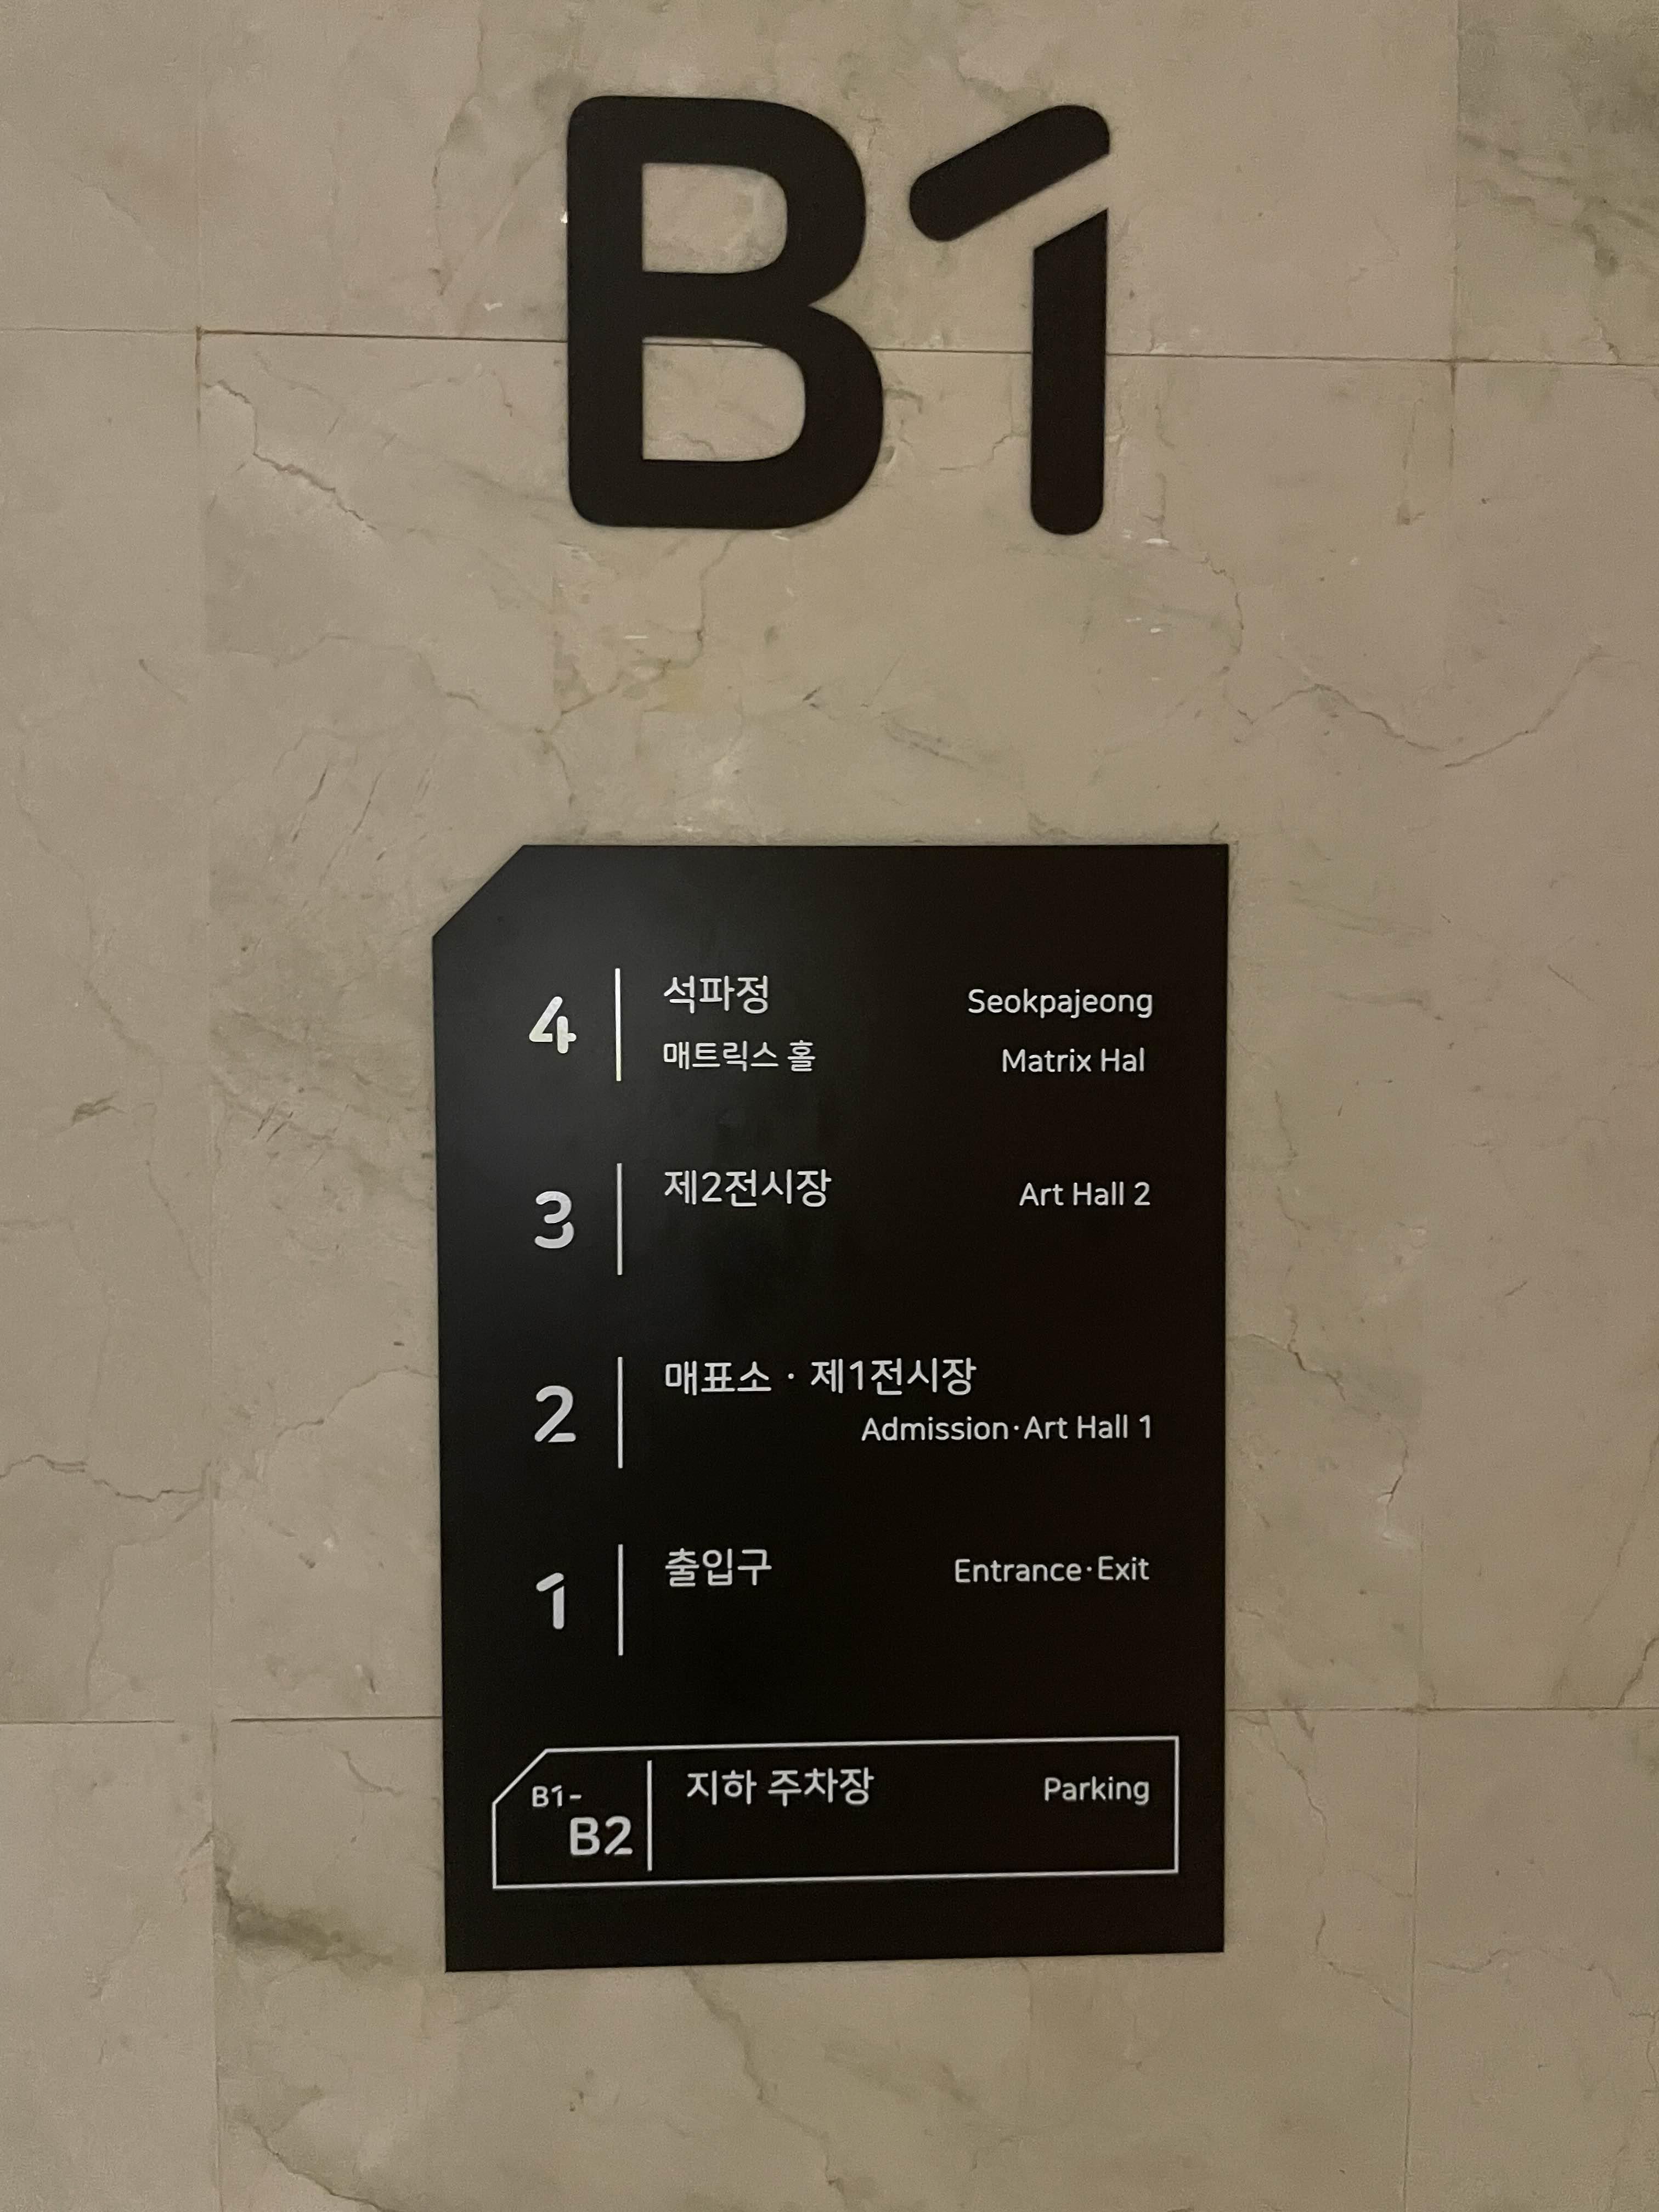 B1
4
석파정 Seokpajeong
매트릭스 홀 Matrix Hal
3
제2전시장 Art Hall 2
2
매표소 · 제1전시장
Admission·Art Hall 1
1
출입구 Entrance·Exit
B1-
B2
지하 주차장 Parking